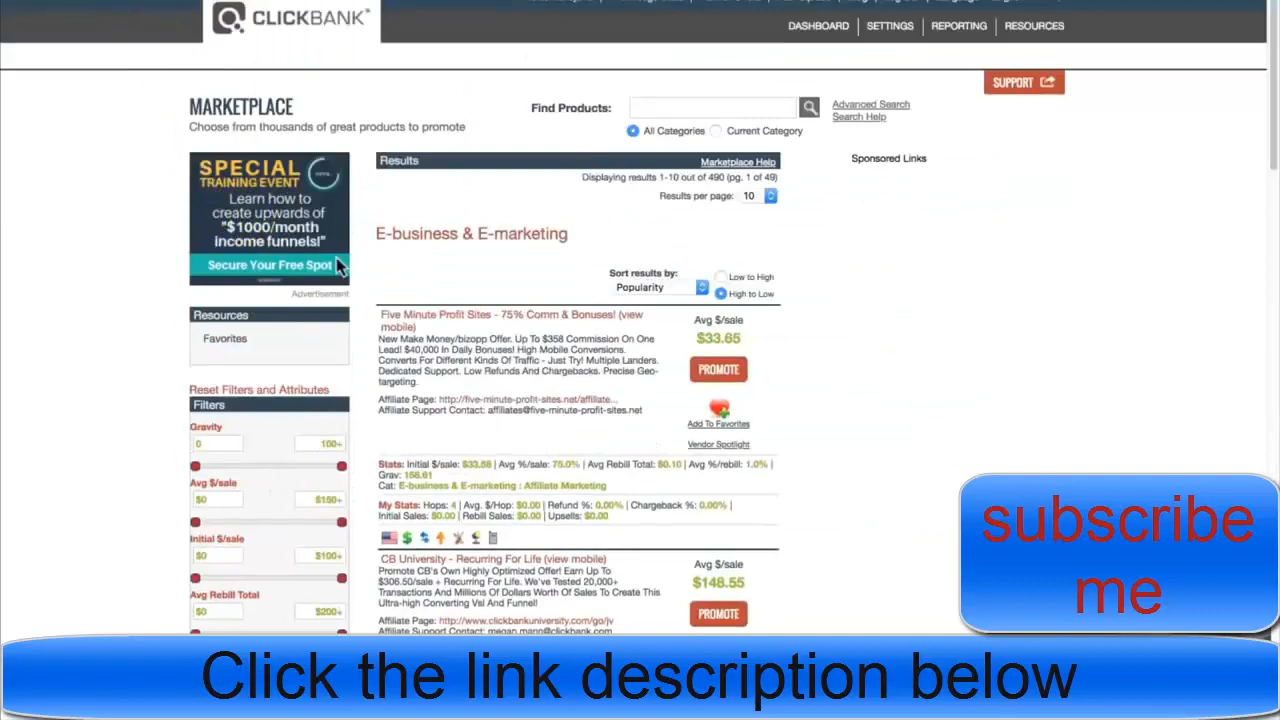 CLICKBANK
DASHBOARD
SETTINGS
REPORTING
RESOURCES
SUPPORT
MARKETPLACE
Choose from thousands of great products to promote
Find Products:
Advanced Search
Search Help
All Categories
Current Category
SPECIAL
TRAINING EVENT
Learn how to
create upwards of
"$1000/month
income funnels!"
Secure Your Free Spot
Advertisement
Resources
Favorites
Reset Filters and Attributes
Filters
Gravity
0 100+
Avg $/sale
$0 $150+
Initial $/sale
$0 $100+
Avg Rebill Total
$0 $200+
Results
Marketplace Help
Displaying results 1-10 out of 490 (pg. 1 of 49)
Results per page: 10
E-business & E-marketing
Sort results by:
Popularity
Low to High
High to Low
Five Minute Profit Sites - 75% Comm & Bonuses! (view
mobile)
New Make Money/bizopp Offer. Up To $358 Commission On One
Lead! $40,000 In Daily Bonuses! High Mobile Conversions.
Converts For Different Kinds Of Traffic - Just Try! Multiple Landers.
Dedicated Support. Low Refunds And Chargebacks. Precise Geo-
targeting.
Affiliate Page: http://five-minute-profit-sites.net/affiliate...
Affiliate Support Contact: affiliates@five-minute-profit-sites.net
Avg $/sale
$33.65
PROMOTE
Add To Favorites
Vendor Spotlight
Stats: Initial $/sale: $33.58 | Avg %/sale: 75.0% | Avg Rebill Total: $0.10 | Avg %/rebill: 1.0% |
Grav: 156.61
Cat: E-business & E-marketing : Affiliate Marketing
My Stats: Hops: 4 | Avg. $/Hop: $0.00 | Refund %: 0.00% | Chargeback %: 0.00% |
Initial Sales: $0.00 | Rebill Sales: $0.00 | Upsells: $0.00
CB University - Recurring For Life (view mobile)
Promote CB's Own Highly Optimized Offer! Earn Up To
$306.50/sale + Recurring For Life. We've Tested 20,000+
Transactions And Millions Of Dollars Worth Of Sales To Create This
Ultra-high Converting Vsl And Funnel!
Affiliate Page: http://www.clickbankuniversity.com/go/jv
Affiliate Support Contact: megan.mann@clickbank.com
Avg $/sale
$148.55
PROMOTE
Sponsored Links
subscribe
me
Click the link description below